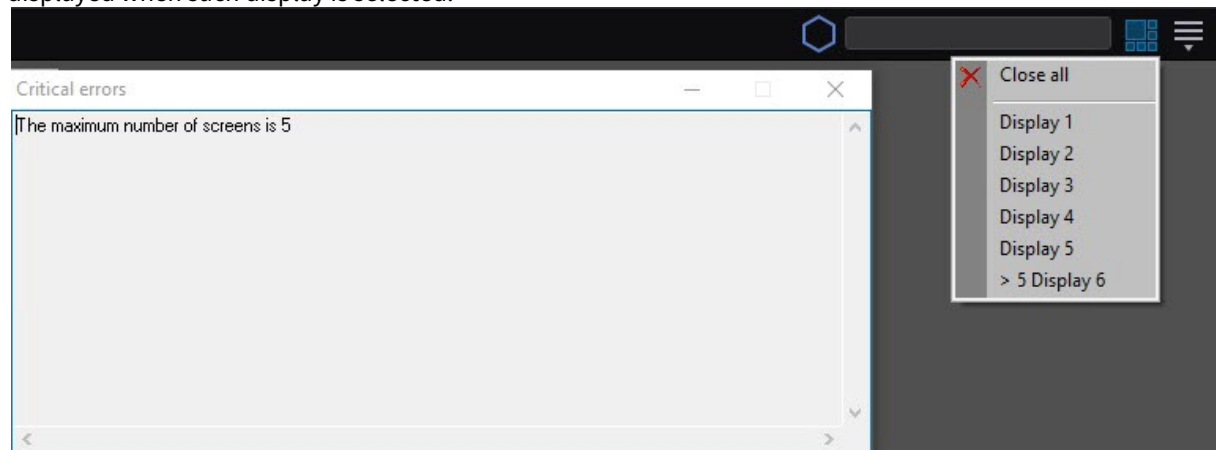 displayed when such display is selected.
Critical errors
The maximum number of screens is 5
Close all
Display 1
Display 2
Display 3
Display 4
Display 5
> 5 Display 6